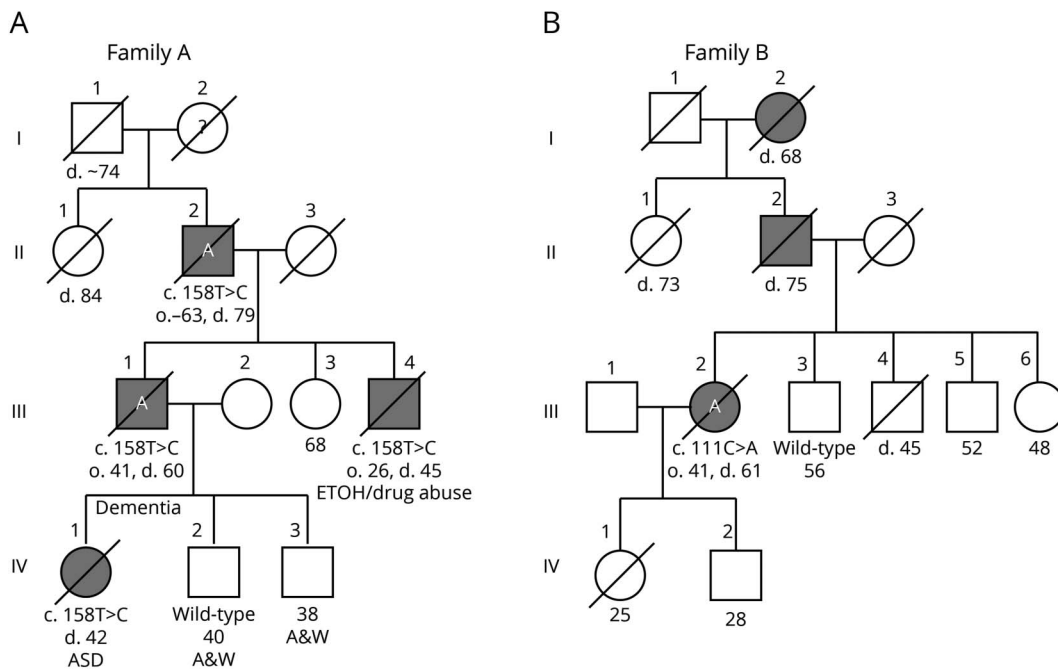 A
B
Family A
Family B
1
2
1
2
I
?
I
d. ~74
d. 68
1
2
3
1
2
3
II
A
II
d. 84
c. 158T>C
d. 73
d. 75
o.–63, d. 79
1
2
3
4
1
2
3
4
5
6
III
A
III
A
c. 158T>C
68
c. 158T>C
c. 111C>A
Wild-type
d. 45
52
48
o. 41, d. 60
o. 26, d. 45
o. 41, d. 61
56
ETOH/drug abuse
Dementia
1
2
3
1
2
IV
IV
c. 158T>C
Wild-type
38
25
28
d. 42
40
A&W
ASD
A&W